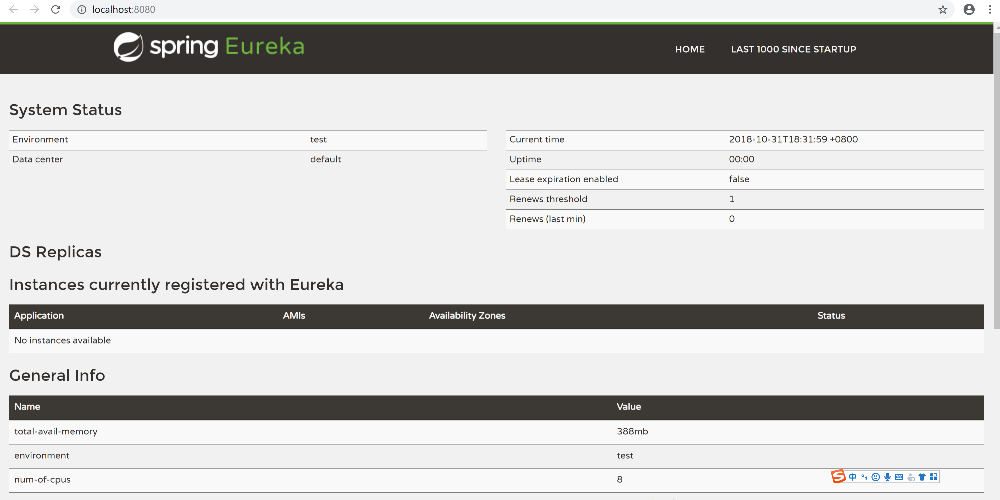 localhost:8080
spring Eureka
HOME
LAST 1000 SINCE STARTUP
System Status
Environment test
Data center default
Current time 2018-10-31T18:31:59 +0800
Uptime 00:00
Lease expiration enabled false
Renews threshold 1
Renews (last min) 0
DS Replicas
Instances currently registered with Eureka
Application AMIs Availability Zones Status
No instances available
General Info
Name Value
total-avail-memory 388mb
environment test
num-of-cpus 8
中